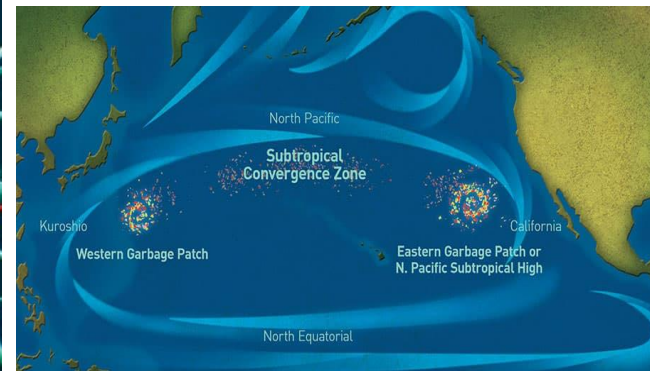 North Pacific
Subtropical
Convergence Zone
Kuroshio
California
Western Garbage Patch
Eastern Garbage Patch or
N. Pacific Subtropical High
North Equatorial